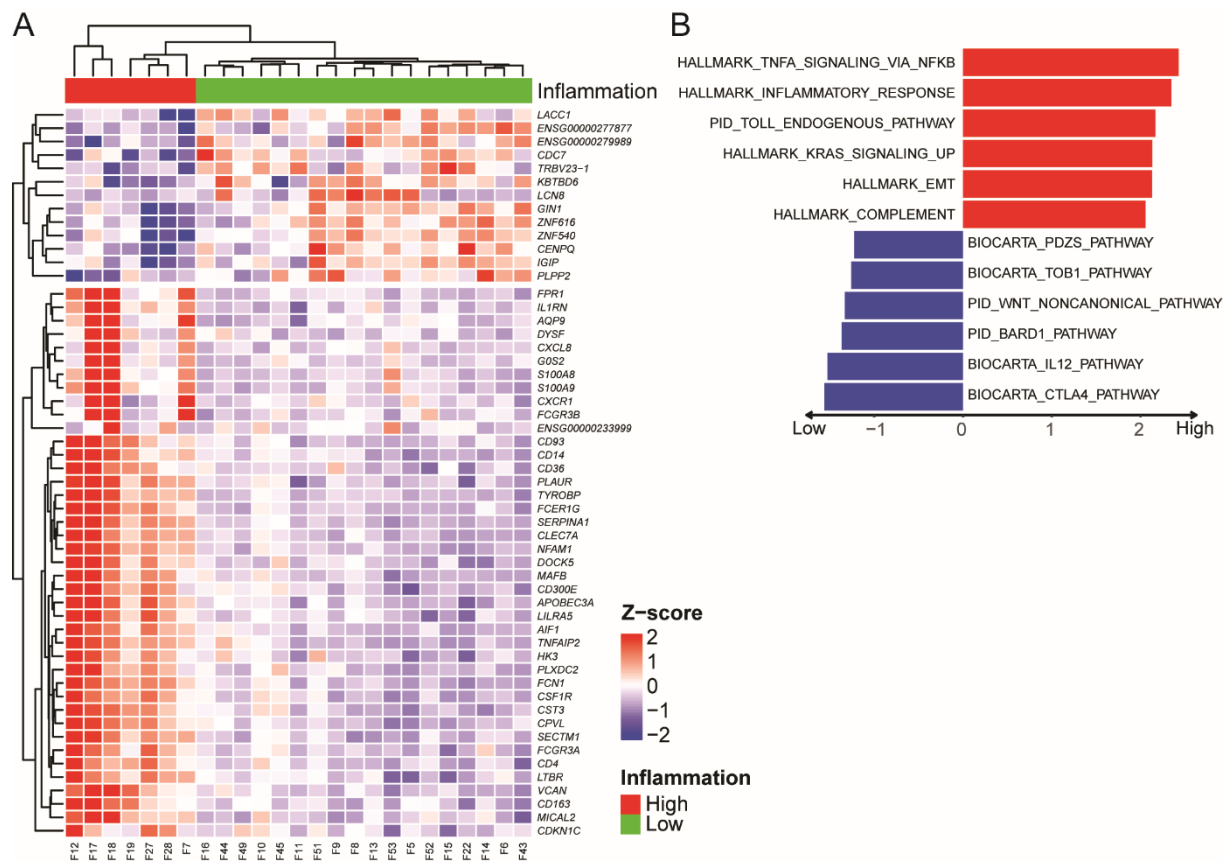 A
Inflammation
LACC1
ENSG00000277877
ENSG00000279989
CDC7
TRBV23−1
KBTBD6
LCN8
GIN1
ZNF616
ZNF540
CENPQ
IGIP
PLPP2
FPR1
IL1RN
AQP9
DYSF
CXCL8
G0S2
S100A8
S100A9
CXCR1
FCGR3B
ENSG00000233999
CD93
CD14
CD36
PLAUR
TYROBP
FCER1G
SERPINA1
CLEC7A
NFAM1
DOCK5
MAFB
CD300E
APOBEC3A
LILRA5
AIF1
TNFAIP2
HK3
PLXDC2
FCN1
CSF1R
CST3
CPVL
SECTM1
FCGR3A
CD4
LTBR
VCAN
CD163
MICAL2
CDKN1C
F12 F17 F18 F19 F27 F28 F7 F16 F44 F49 F10 F45 F11 F51 F9 F8 F13 F53 F5 F52 F15 F22 F14 F6 F43
Z−score
2
1
0
−1
−2
Inflammation
High
Low
B
HALLMARK_TNFA_SIGNALING_VIA_NFKB
HALLMARK_INFLAMMATORY_RESPONSE
PID_TOLL_ENDOGENOUS_PATHWAY
HALLMARK_KRAS_SIGNALING_UP
HALLMARK_EMT
HALLMARK_COMPLEMENT
BIOCARTA_PDZS_PATHWAY
BIOCARTA_TOB1_PATHWAY
PID_WNT_NONCANONICAL_PATHWAY
PID_BARD1_PATHWAY
BIOCARTA_IL12_PATHWAY
BIOCARTA_CTLA4_PATHWAY
Low −1 0 1 2 High